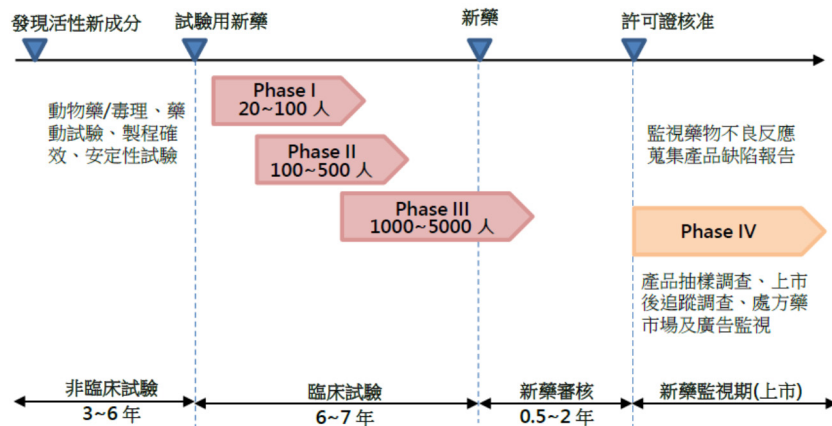 發現活性新成分
試驗用新藥
新藥
許可證核准
動物藥/毒理、藥
動試驗、製程確
效、安定性試驗
Phase I
20~100 人
Phase II
100~500 人
Phase III
1000~5000 人
監視藥物不良反應
蒐集產品缺陷報告
Phase IV
產品抽樣調查、上市
後追蹤調查、處方藥
市場及廣告監視
非臨床試驗
3~6 年
臨床試驗
6~7 年
新藥審核
0.5~2 年
新藥監視期(上市)